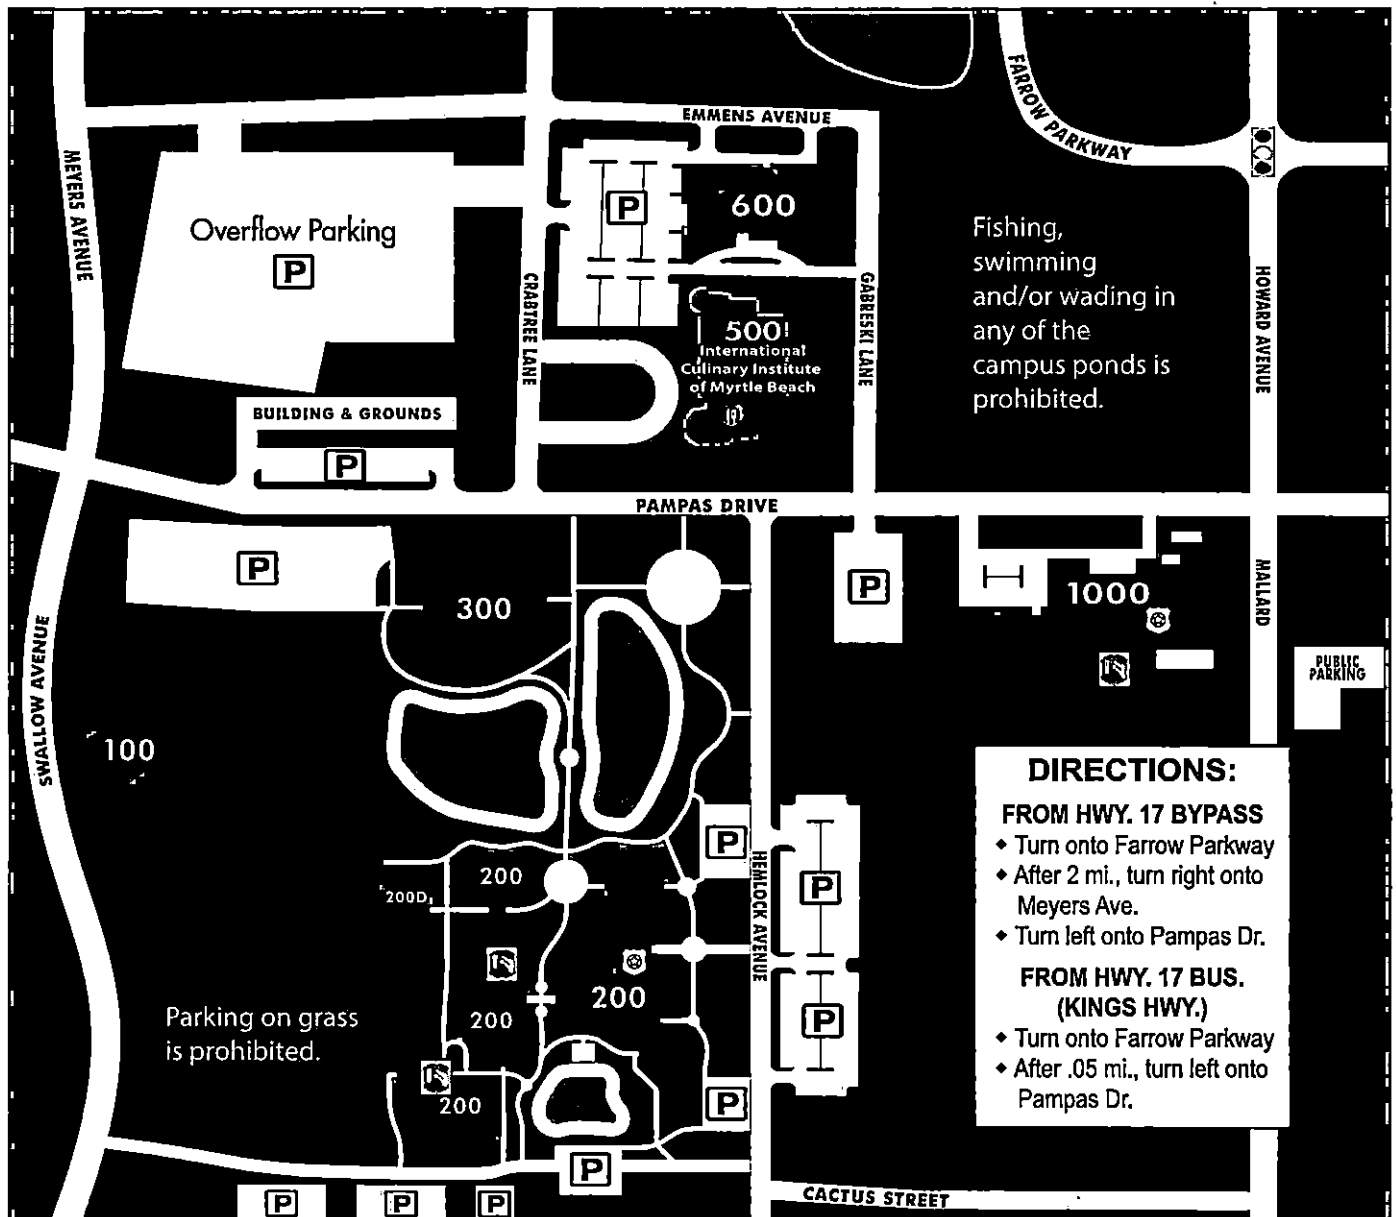 EMMENS AVENUE
FARROW PARKWAY
MEYERS AVENUE
Overflow Parking
P
P
600
CRABTREE LANE
GABRESKI LANE
HOWARD AVENUE
Fishing,
swimming
and/or wading in
any of the
campus ponds is
prohibited.
500
International
Culinary Institute
of Myrtle Beach
BUILDING & GROUNDS
P
PAMPAS DRIVE
P
300
P
1000
MALLARD
PUBLIC
PARKING
SWALLOW AVENUE
100
DIRECTIONS:
FROM HWY. 17 BYPASS
◆ Turn onto Farrow Parkway
◆ After 2 mi., turn right onto
Meyers Ave.
◆ Turn left onto Pampas Dr.
FROM HWY. 17 BUS.
(KINGS HWY.)
◆ Turn onto Farrow Parkway
◆ After .05 mi., turn left onto
Pampas Dr.
P
HEMLOCK AVENUE
P
200
200D
200
200
P
Parking on grass
is prohibited.
200
P
P
P
P
P
CACTUS STREET